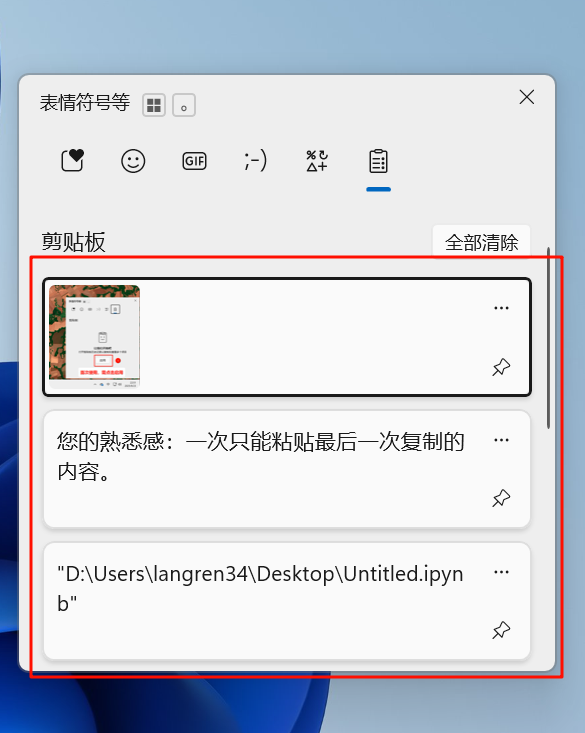 表情符号等
GIF
;-)
剪贴板
全部清除
您的熟悉感：一次只能粘贴最后一次复制的
内容。
"D:\Users\langren34\Desktop\Untitled.ipyn
b"